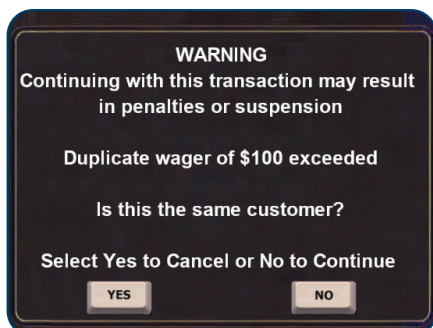 WARNING
Continuing with this transaction may result
in penalties or suspension
Duplicate wager of $100 exceeded
Is this the same customer?
Select Yes to Cancel or No to Continue
YES NO